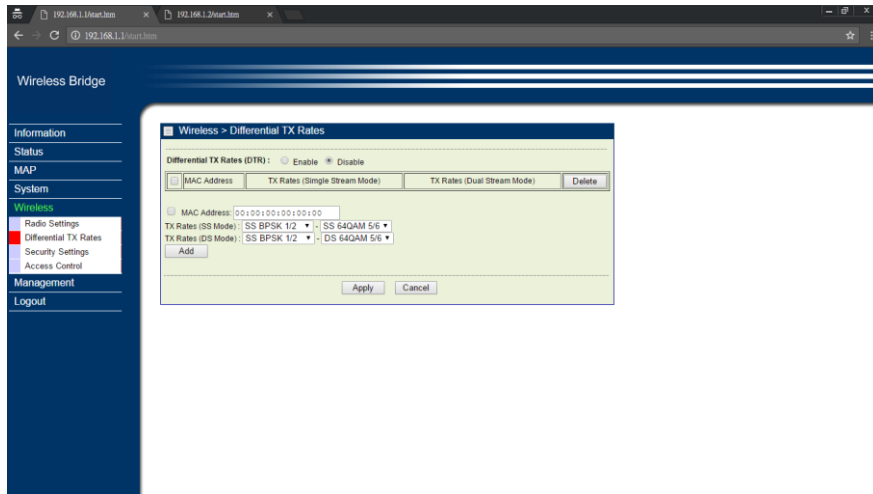 192.168.1.1/start.htm
192.168.1.2/start.htm
192.168.1.1/start.htm
Wireless Bridge
Information
Status
MAP
System
Wireless
Radio Settings
Differential TX Rates
Security Settings
Access Control
Management
Logout
Wireless > Differential TX Rates
Differential TX Rates (DTR) : Enable Disable
MAC Address TX Rates (Simgle Stream Mode) TX Rates (Dual Stream Mode) Delete
MAC Address: 00:00:00:00:00:00
TX Rates (SS Mode) : SS BPSK 1/2 - SS 64QAM 5/6
TX Rates (DS Mode) : SS BPSK 1/2 - DS 64QAM 5/6
Add
Apply Cancel